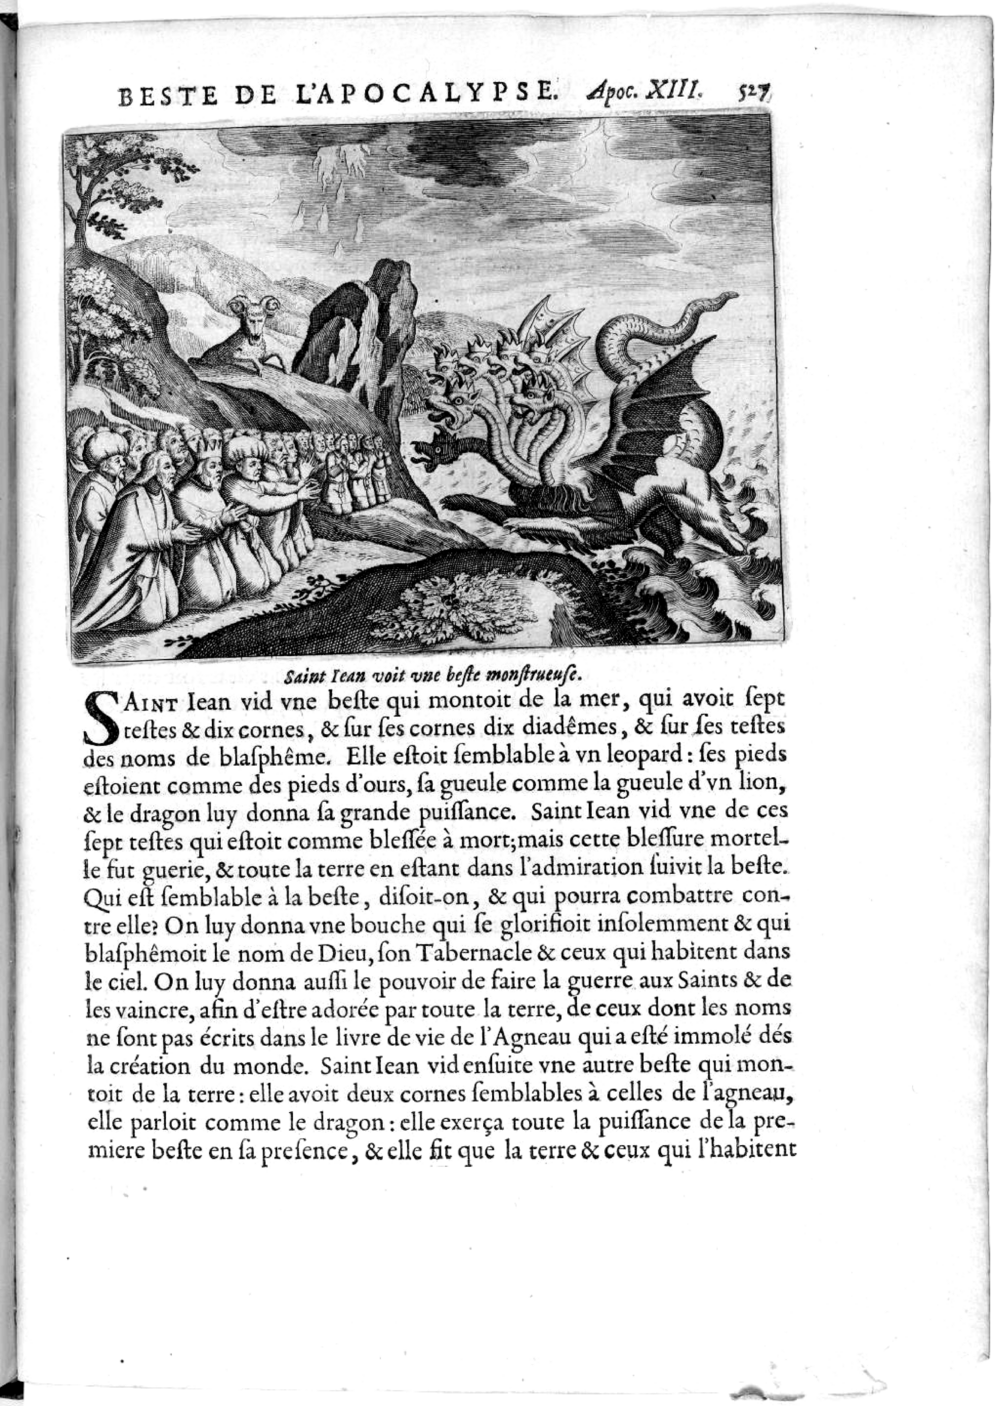 BESTE DE L'APOCALYPSE. Apoc. XIII. 527
Saint Iean voit vne beſte monſtrueuſe.
SAINT Iean vid vne beſte qui montoit de la mer, qui avoit ſept
teſtes & dix cornes, & ſur ſes cornes dix diadêmes, & ſur ſes teſtes
des noms de blaſphême. Elle eſtoit ſemblable à vn leopard: ſes pieds
eſtoient comme des pieds d'ours, ſa gueule comme la gueule d'vn lion,
& le dragon luy donna ſa grande puiſſance. Saint Iean vid vne de ces
ſept teſtes qui eſtoit comme bleſſée à mort; mais cette bleſſure mortel-
le fut guerie, & toute la terre en eſtant dans l'admiration ſuivit la beſte.
Qui eſt ſemblable à la beſte, diſoit-on, & qui pourra combattre con-
tre elle? On luy donna vne bouche qui ſe glorifioit inſolemment & qui
blaſphêmoit le nom de Dieu, ſon Tabernacle & ceux qui habitent dans
le ciel. On luy donna auſſi le pouvoir de faire la guerre aux Saints & de
les vaincre, afin d'eſtre adorée par toute la terre, de ceux dont les noms
ne ſont pas écrits dans le livre de vie de l'Agneau qui a eſté immolé dés
la création du monde. Saint Iean vid enſuite vne autre beſte qui mon-
toit de la terre: elle avoit deux cornes ſemblables à celles de l'agneau,
elle parloit comme le dragon: elle exerça toute la puiſſance de la pre-
miere beſte en ſa preſence, & elle fit que la terre & ceux qui l'habitent